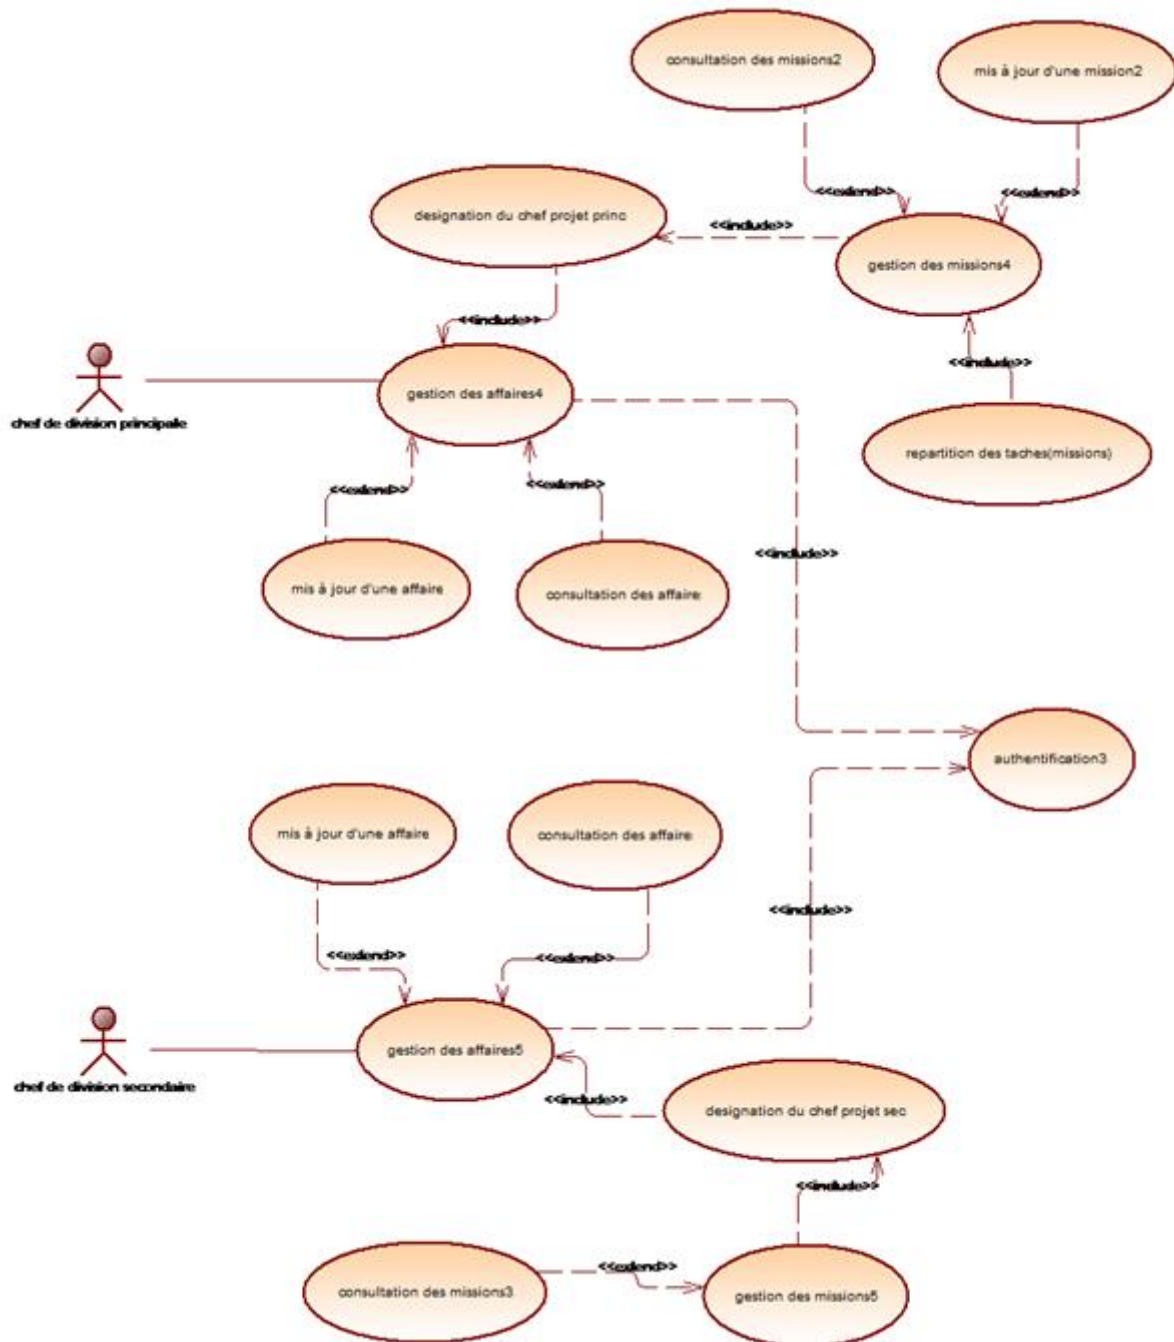 consultation des missions2
mis à jour d'une mission2
<<extend>>
<<extend>>
designation du chef projet princ
<<include>>
gestion des missions4
<<include>>
<<include>>
gestion des affaires4
chef de division principale
repartition des taches(missions)
<<extend>>
<<extend>>
<<include>>
mis à jour d'une affaire
consultation des affaire
authentification3
mis à jour d'une affaire
consultation des affaire
<<include>>
<<extend>>
<<extend>>
gestion des affaires5
chef de division secondaire
<<include>>
designation du chef projet sec
<<include>>
<<extend>>
consultation des missions3
gestion des missions5